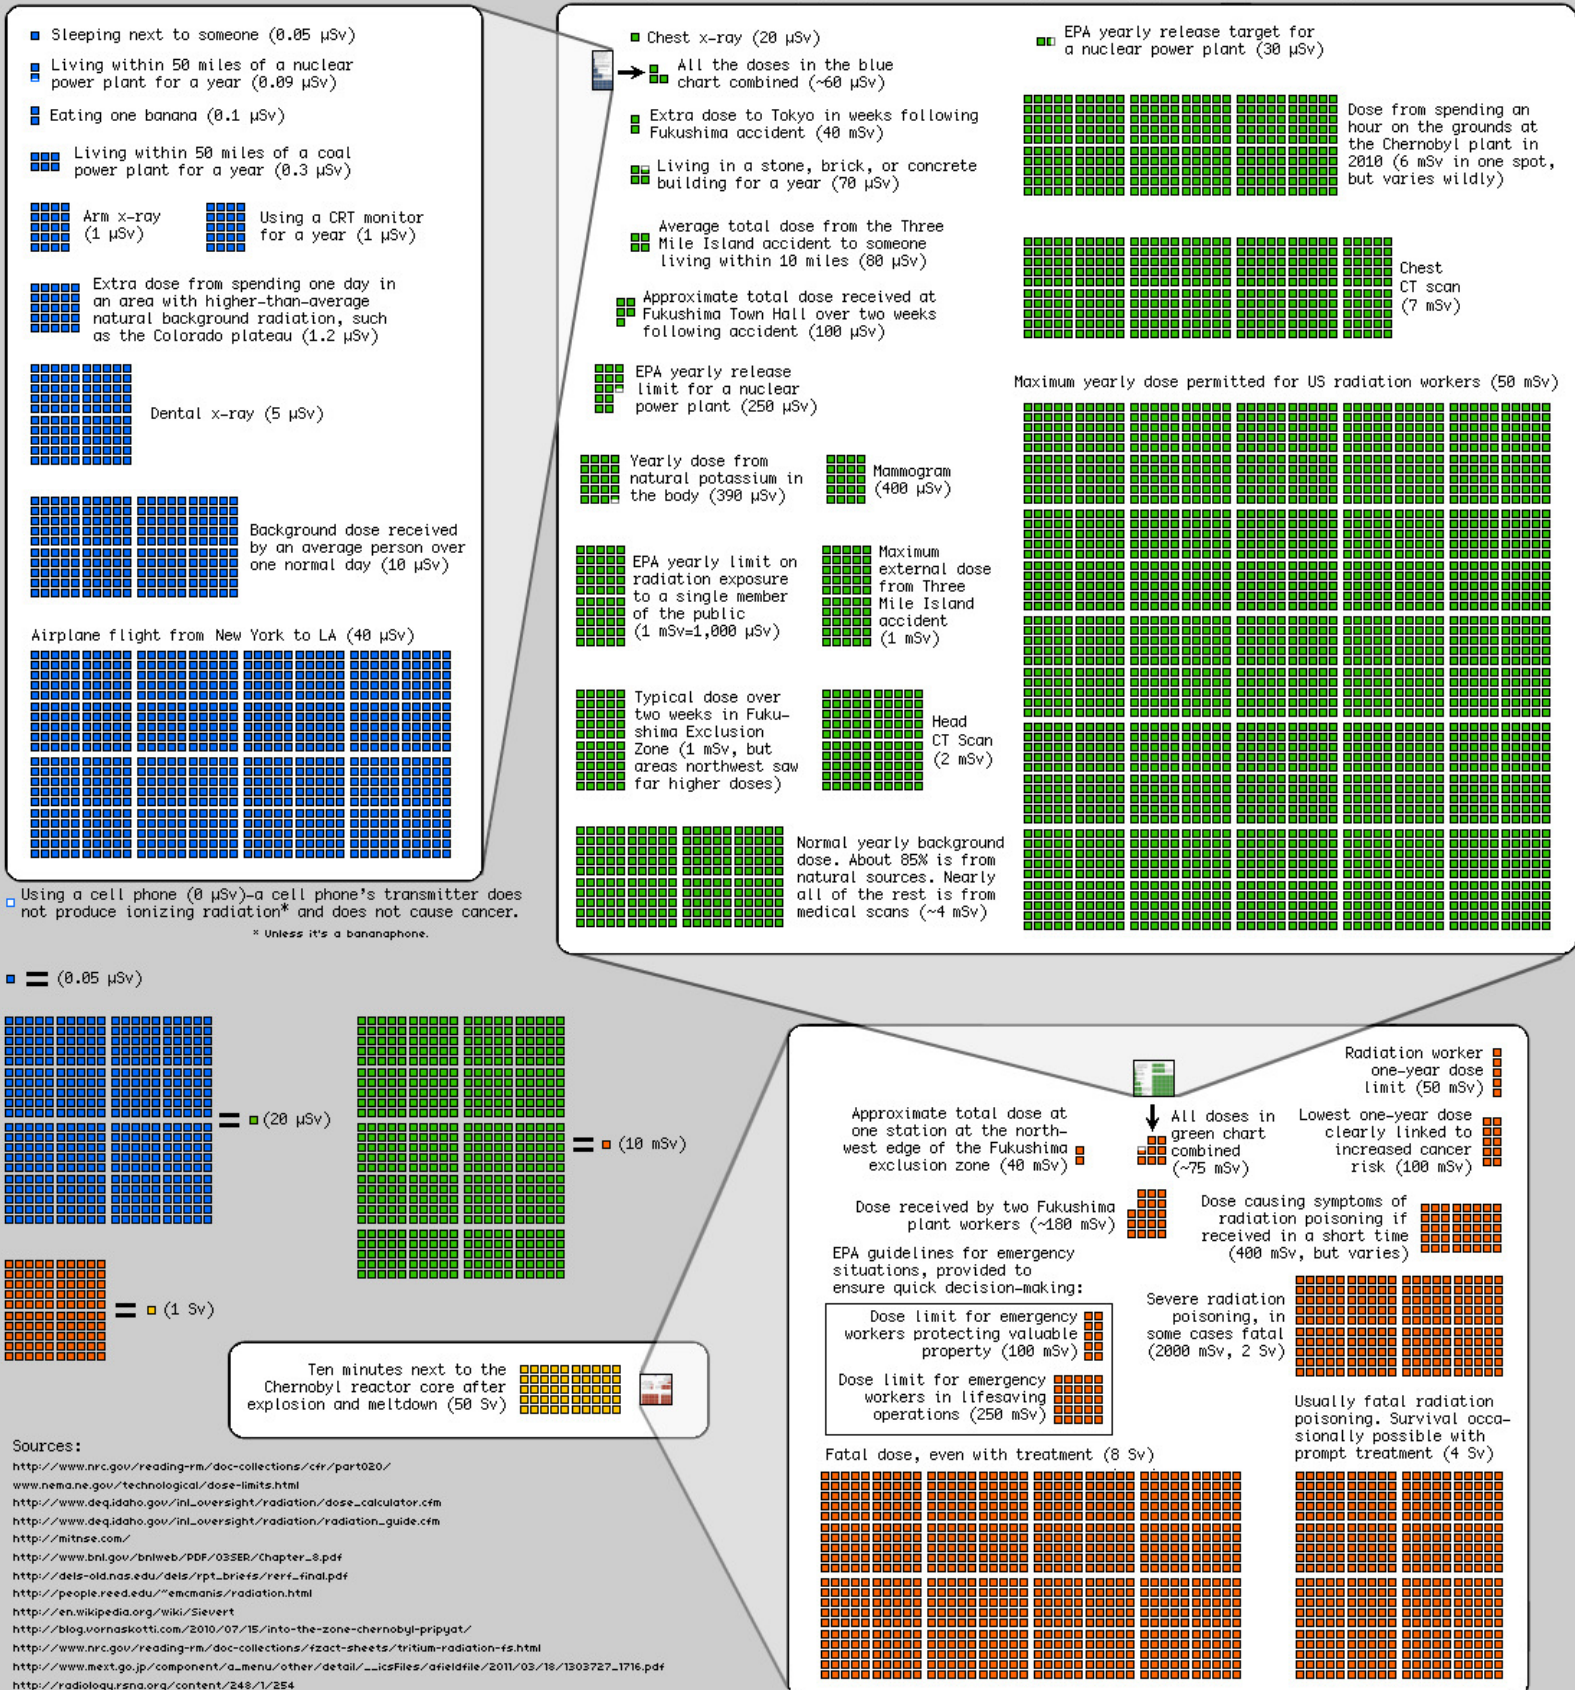 Sleeping next to someone (0.05 µSv)
Living within 50 miles of a nuclear
power plant for a year (0.09 µSv)
Eating one banana (0.1 µSv)
Living within 50 miles of a coal
power plant for a year (0.3 µSv)
Arm x-ray
(1 µSv)
Using a CRT monitor
for a year (1 µSv)
Extra dose from spending one day in
an area with higher-than-average
natural background radiation, such
as the Colorado plateau (1.2 µSv)
Dental x-ray (5 µSv)
Background dose received
by an average person over
one normal day (10 µSv)
Airplane flight from New York to LA (40 µSv)
Using a cell phone (0 µSv)-a cell phone's transmitter does
not produce ionizing radiation* and does not cause cancer.
* Unless it's a bananaphone.
Chest x-ray (20 µSv)
All the doses in the blue
chart combined (~60 µSv)
Extra dose to Tokyo in weeks following
Fukushima accident (40 mSv)
Living in a stone, brick, or concrete
building for a year (70 µSv)
Average total dose from the Three
Mile Island accident to someone
living within 10 miles (80 µSv)
Approximate total dose received at
Fukushima Town Hall over two weeks
following accident (100 µSv)
EPA yearly release
limit for a nuclear
power plant (250 µSv)
Yearly dose from
natural potassium in
the body (390 µSv)
Mammogram
(400 µSv)
EPA yearly limit on
radiation exposure
to a single member
of the public
(1 mSv=1,000 µSv)
Maximum
external dose
from Three
Mile Island
accident
(1 mSv)
Typical dose over
two weeks in Fuku-
shima Exclusion
Zone (1 mSv, but
areas northwest saw
far higher doses)
Head
CT Scan
(2 mSv)
Normal yearly background
dose. About 85% is from
natural sources. Nearly
all of the rest is from
medical scans (~4 mSv)
EPA yearly release target for
a nuclear power plant (30 µSv)
Dose from spending an
hour on the grounds at
the Chernobyl plant in
2010 (6 mSv in one spot,
but varies wildly)
Chest
CT scan
(7 mSv)
Maximum yearly dose permitted for US radiation workers (50 mSv)
= (0.05 µSv)
= (20 µSv)
= (10 mSv)
= (1 Sv)
Ten minutes next to the
Chernobyl reactor core after
explosion and meltdown (50 Sv)
Approximate total dose at
one station at the north-
west edge of the Fukushima
exclusion zone (40 mSv)
All doses in
green chart
combined
(~75 mSv)
Radiation worker
one-year dose
limit (50 mSv)
Lowest one-year dose
clearly linked to
increased cancer
risk (100 mSv)
Dose received by two Fukushima
plant workers (~180 mSv)
Dose causing symptoms of
radiation poisoning if
received in a short time
(400 mSv, but varies)
EPA guidelines for emergency
situations, provided to
ensure quick decision-making:
Dose limit for emergency
workers protecting valuable
property (100 mSv)
Dose limit for emergency
workers in lifesaving
operations (250 mSv)
Severe radiation
poisoning, in
some cases fatal
(2000 mSv, 2 Sv)
Usually fatal radiation
poisoning. Survival occa-
sionally possible with
prompt treatment (4 Sv)
Fatal dose, even with treatment (8 Sv)
Sources:
http://www.nrc.gov/reading-rm/doc-collections/cfr/part020/
www.nema.ne.gov/technological/dose-limits.html
http://www.deq.idaho.gov/inl_oversight/radiation/dose_calculator.cfm
http://www.deq.idaho.gov/inl_oversight/radiation/radiation_guide.cfm
http://mitnse.com/
http://www.bnl.gov/bnlweb/PDF/03SER/Chapter_8.pdf
http://dels-old.nas.edu/dels/rpt_briefs/rerf_final.pdf
http://people.reed.edu/~emcmanis/radiation.html
http://en.wikipedia.org/wiki/Sievert
http://blog.vornaskotti.com/2010/07/15/into-the-zone-chernobyl-pripyat/
http://www.nrc.gov/reading-rm/doc-collections/fzact-sheets/tritium-radiation-fs.html
http://www.mext.go.jp/component/a_menu/other/detail/__icsFiles/afieldfile/2011/03/18/1303727_1716.pdf
http://radiology.rsna.org/content/248/1/254